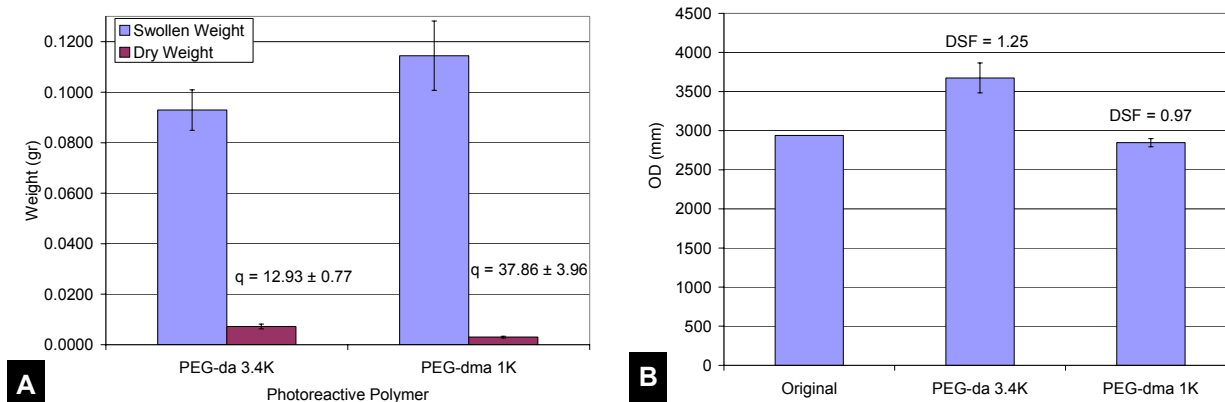 Swollen Weight
Dry Weight
0.1200
0.1000
0.0800
0.0600
0.0400
0.0200
0.0000
Weight (gr)
q = 12.93 ± 0.77
q = 37.86 ± 3.96
PEG-da 3.4K
PEG-dma 1K
Photoreactive Polymer
A
4500
4000
3500
3000
2500
2000
1500
1000
500
0
OD (mm)
DSF = 1.25
DSF = 0.97
Original
PEG-da 3.4K
PEG-dma 1K
B